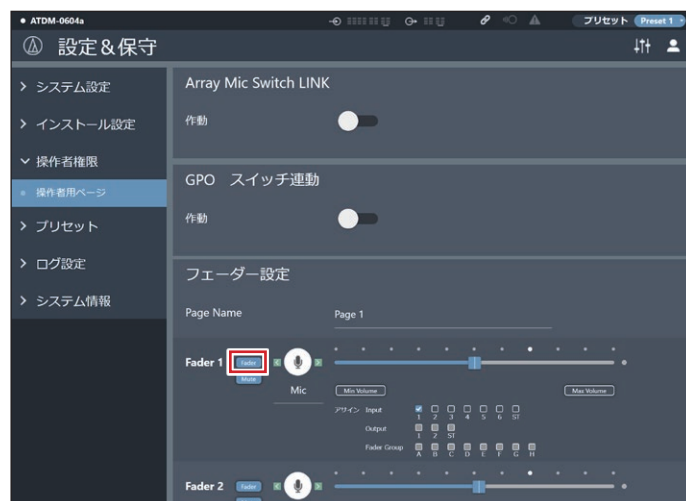 ATDM-0604a
プリセット Preset 1
設定&保守
システム設定
インストール設定
操作者権限
操作者用ページ
プリセット
ログ設定
システム情報
Array Mic Switch LINK
作動
GPO スイッチ連動
作動
フェーダー設定
Page Name Page 1
Fader 1 Fader
Mute
Mic
Min Volume Max Volume
アサイン Input
1 2 3 4 5 6 ST
Output
1 2 ST
Fader Group
A B C D E F G H
Fader 2 Fader